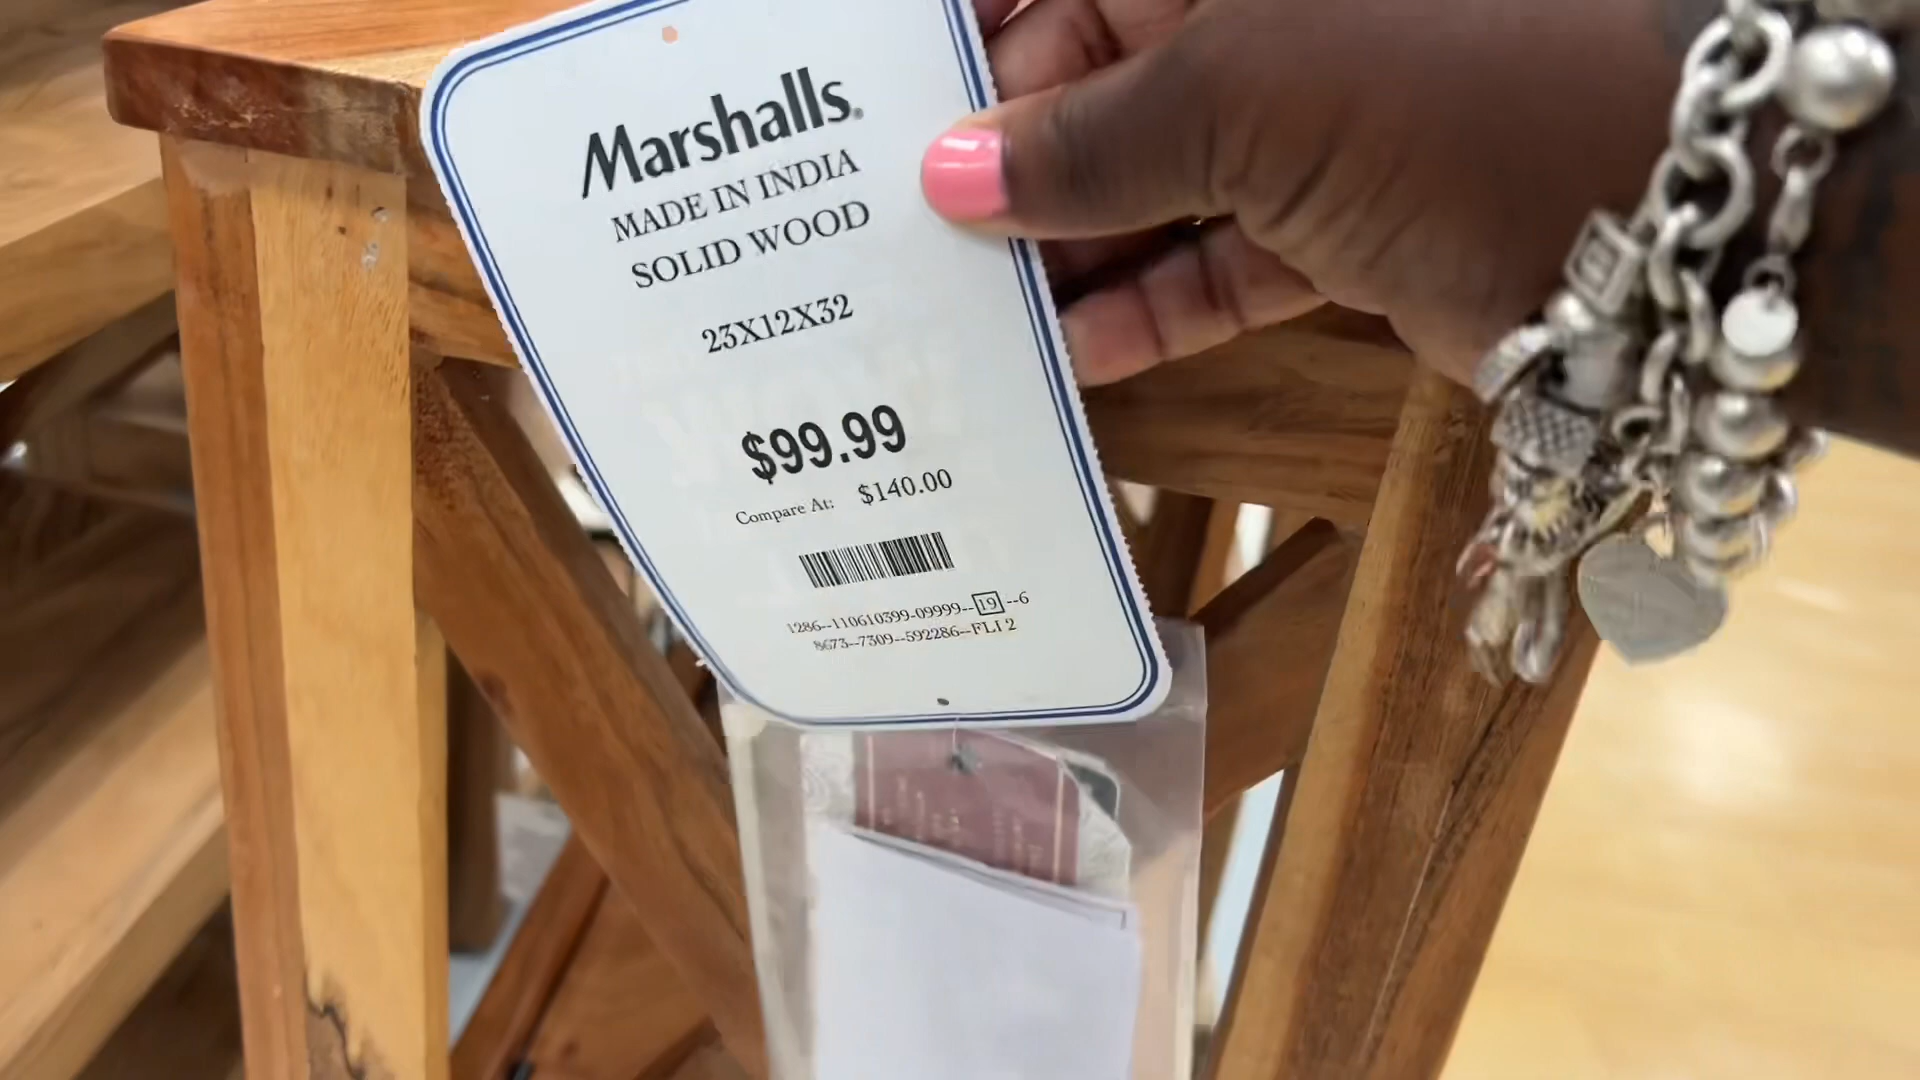 Marshalls.
MADE IN INDIA
SOLID WOOD
23X12X32
$99.99
Compare At: $140.00
1286--110610399-09999--19--6
8673--7309--592286--FLI 2